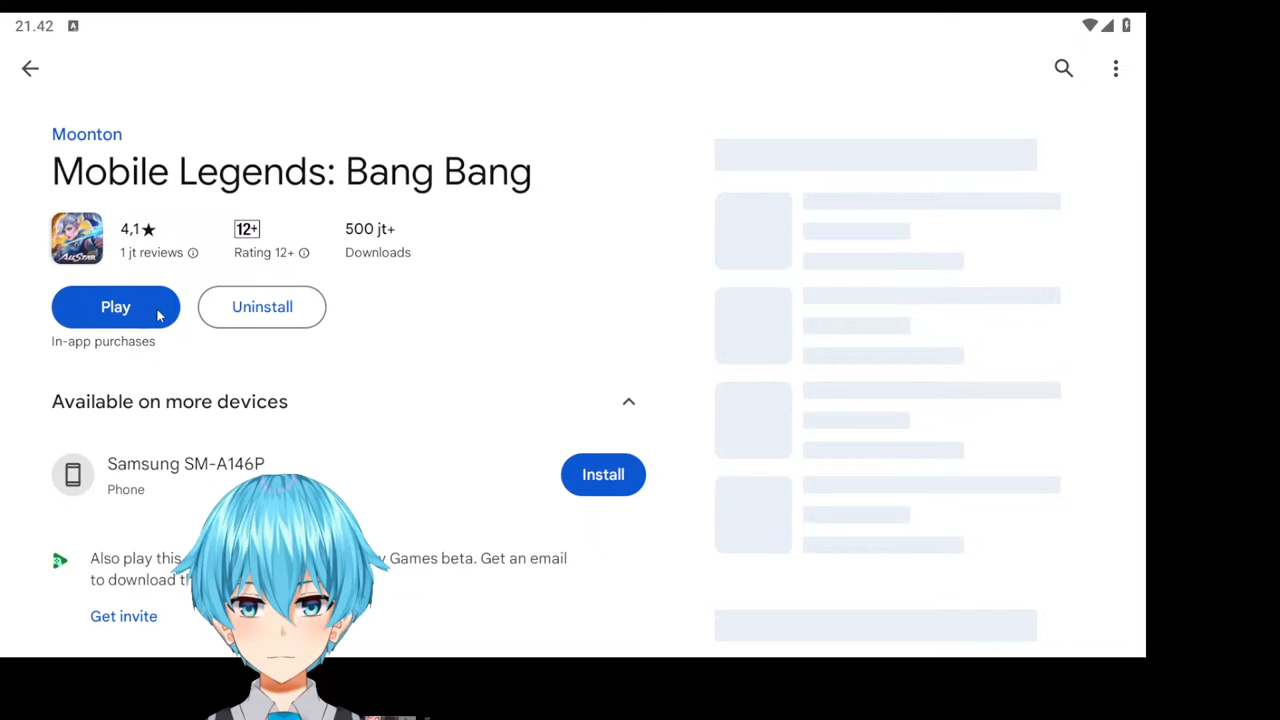 21.42
Moonton
Mobile Legends: Bang Bang
4,1★
1 jt reviews
12+
Rating 12+
500 jt+
Downloads
Play
Uninstall
In-app purchases
Available on more devices
Samsung SM-A146P
Phone
Install
Also play this Games beta. Get an email
to download
Get invite